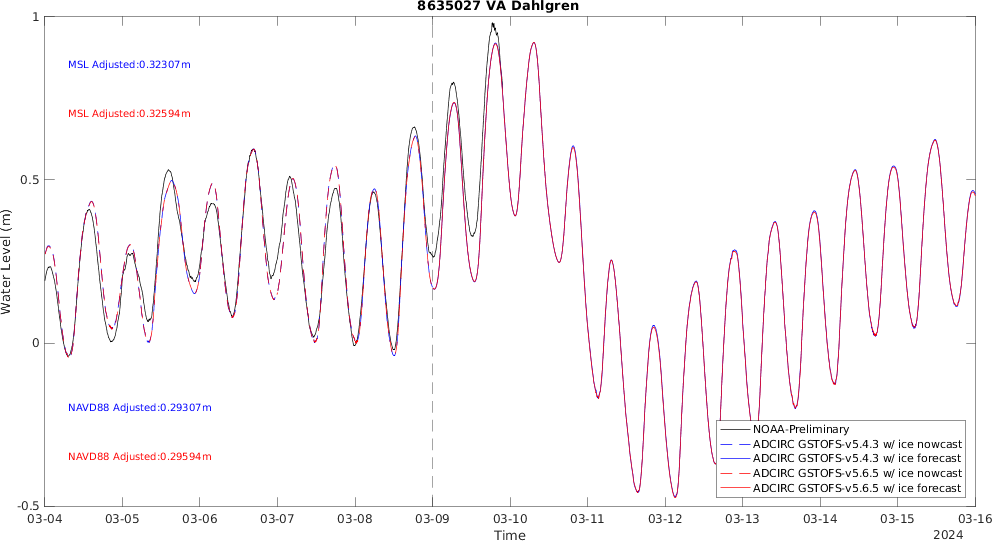 8635027 VA Dahlgren
1
MSL Adjusted:0.32307m
MSL Adjusted:0.32594m
0.5
Water Level (m)
0
NAVD88 Adjusted:0.29307m
NAVD88 Adjusted:0.29594m
NOAA-Preliminary
ADCIRC GSTOFS-v5.4.3 w/ ice nowcast
ADCIRC GSTOFS-v5.4.3 w/ ice forecast
ADCIRC GSTOFS-v5.6.5 w/ ice nowcast
ADCIRC GSTOFS-v5.6.5 w/ ice forecast
-0.5
03-04 03-05 03-06 03-07 03-08 03-09 03-10 03-11 03-12 03-13 03-14 03-15 03-16
Time
2024